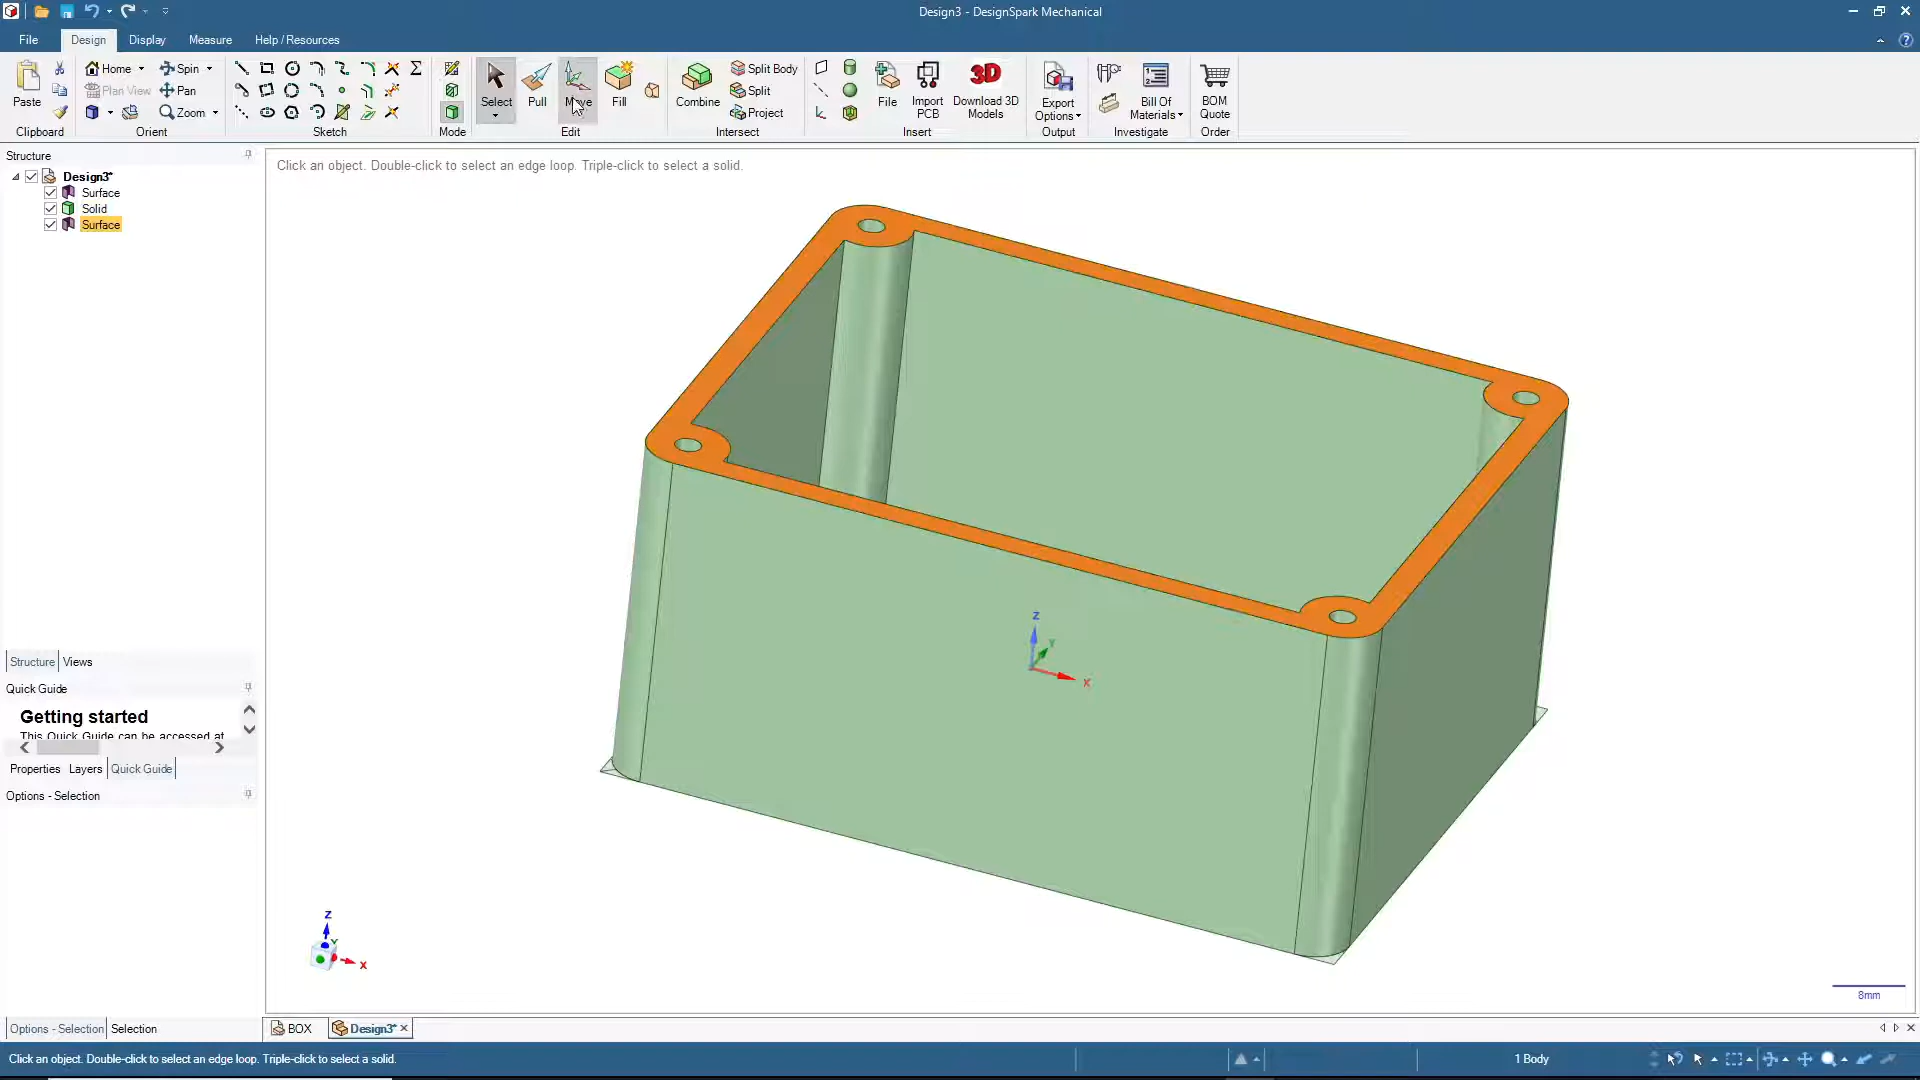 Design3 - DesignSpark Mechanical
File Design Display Measure Help / Resources
Paste
Clipboard
Home Spin
Plan View Pan
Zoom
Orient
Sketch
Mode
Select Pull Move Fill
Edit
Combine
Split Body
Split
Project
Intersect
File
Import PCB
3D
Download 3D Models
Insert
Export Options
Output
Bill Of Materials
Investigate
BOM QUOTE
Order
Structure
Design3*
Surface
Solid
Surface
Click an object. Double-click to select an edge loop. Triple-click to select a solid.
Z
Y
X
Structure Views
Quick Guide
Getting started
This Quick Guide can be accessed at
Properties Layers Quick Guide
Options - Selection
Z
Y
X
8mm
Options - Selection Selection
BOX Design3*
Click an object. Double-click to select an edge loop. Triple-click to select a solid.
1 Body